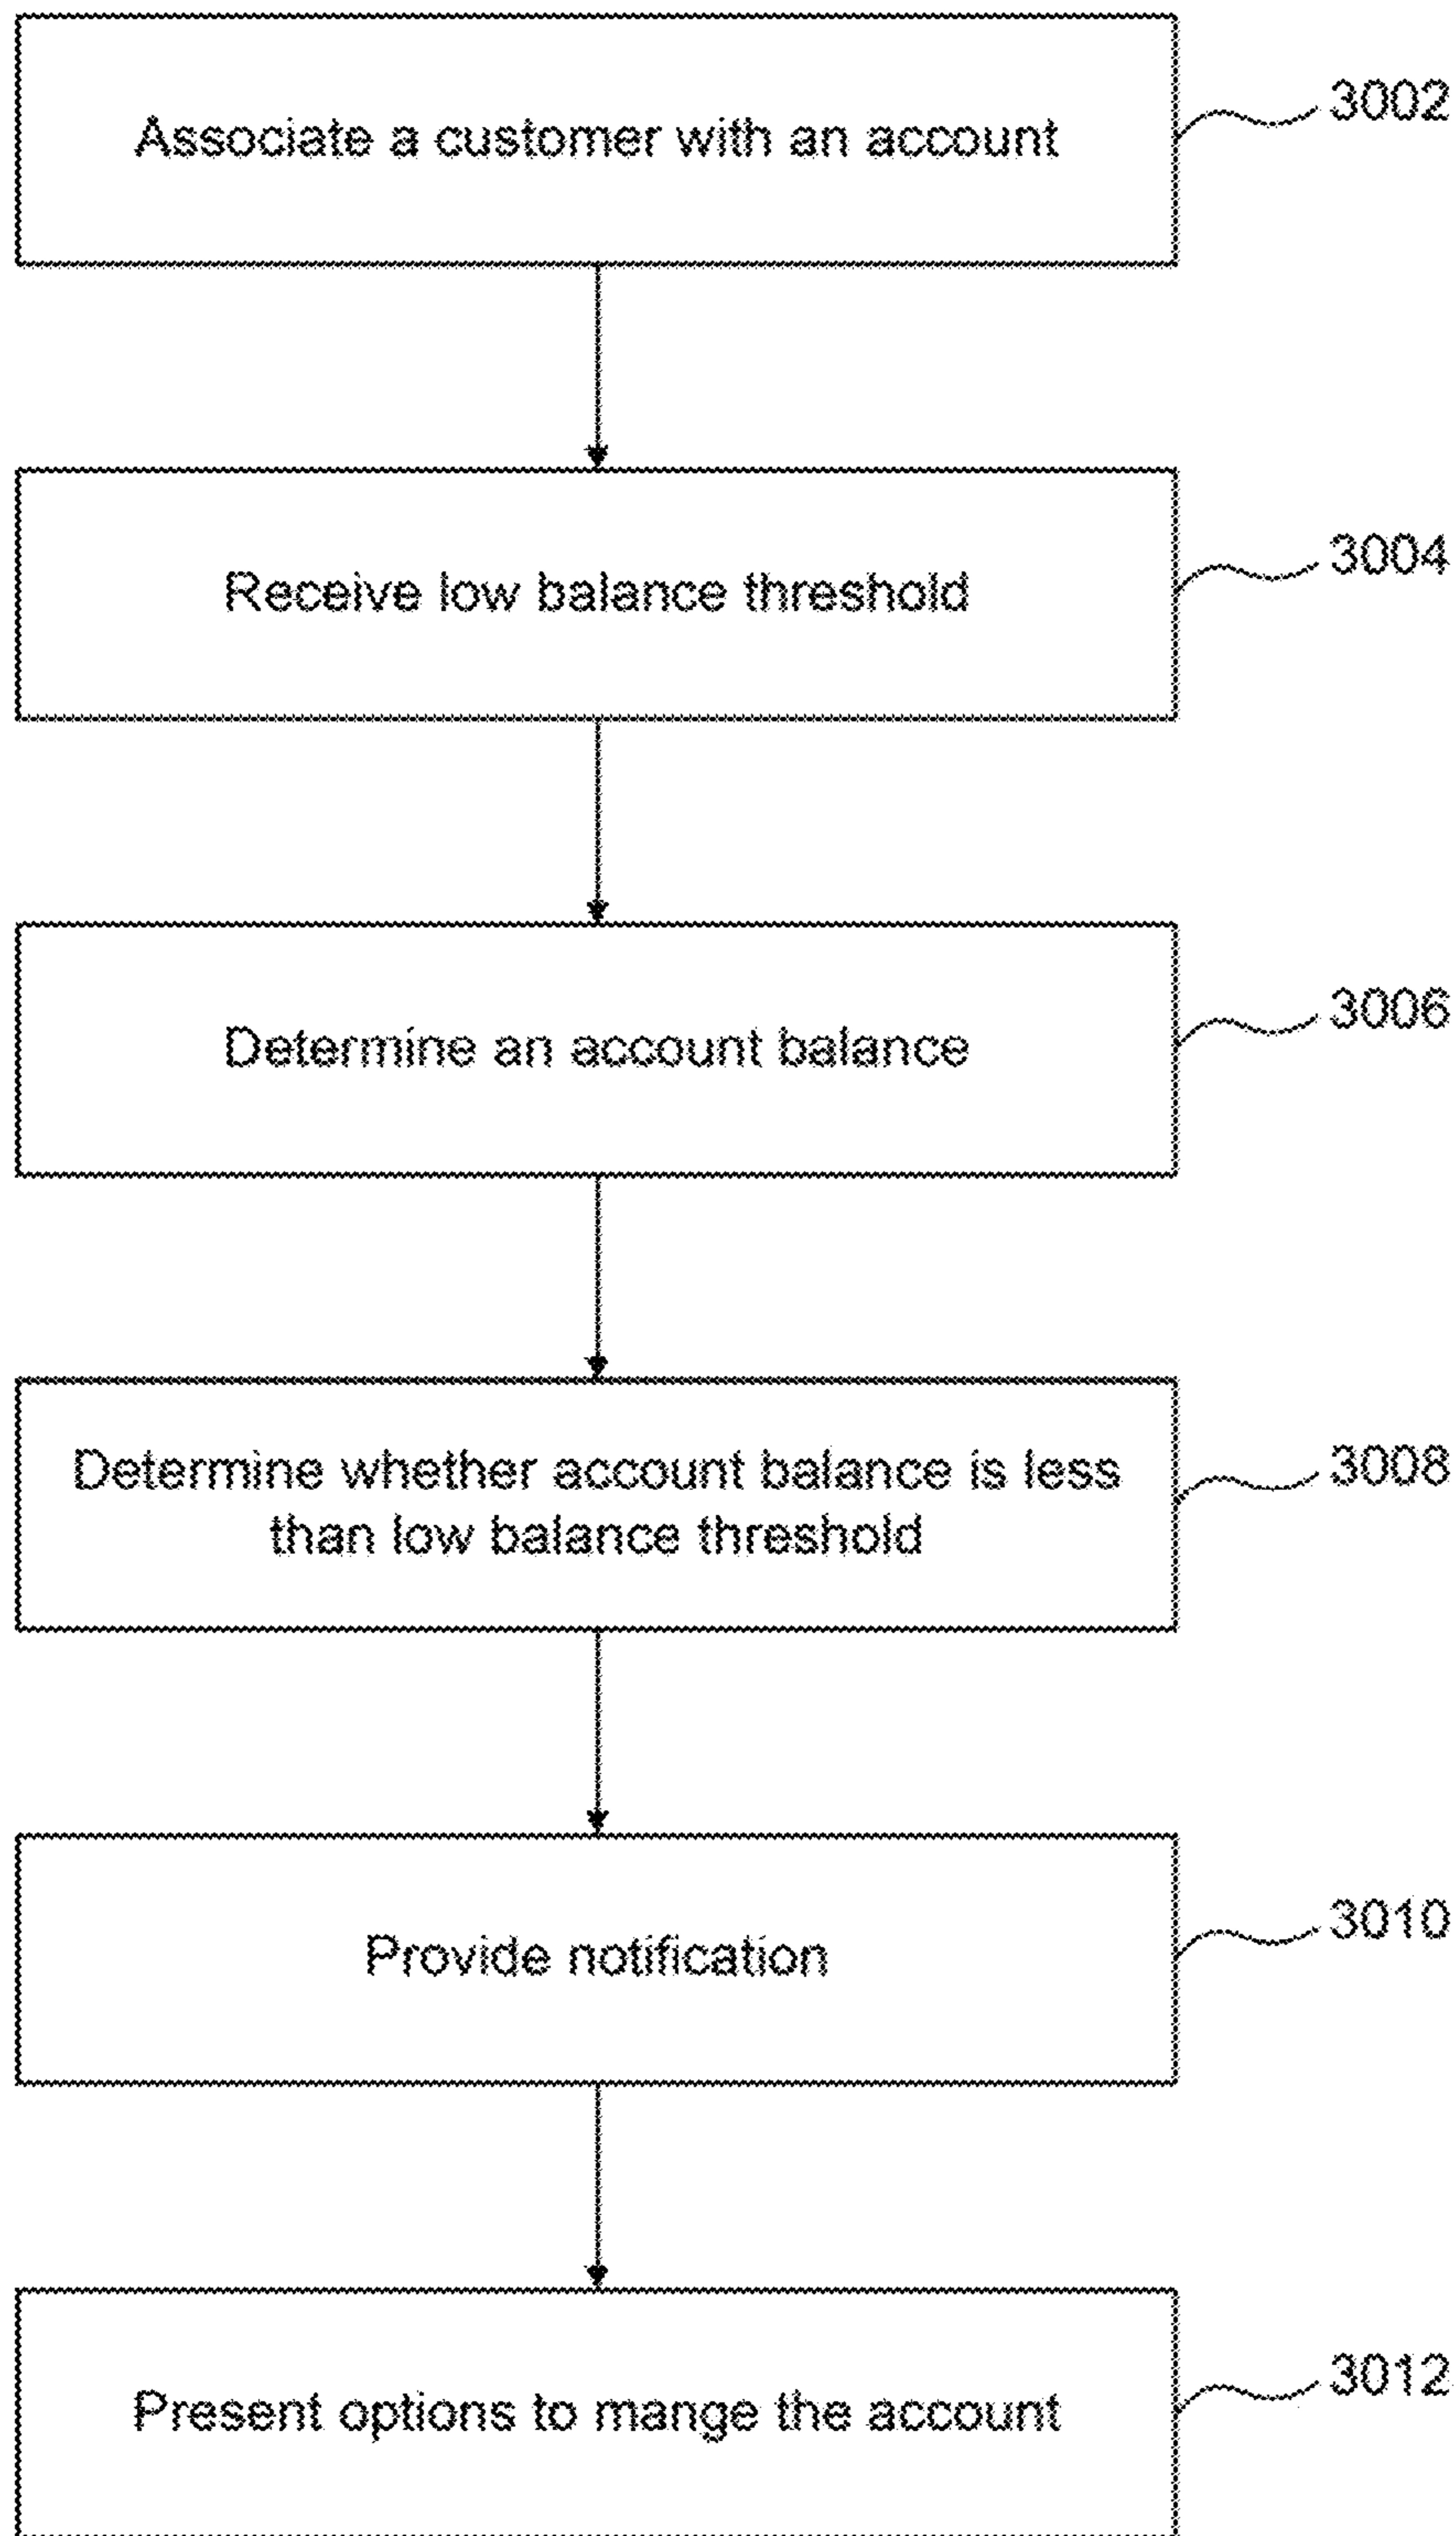 Associate a customer with an account
3002
Receive low balance threshold
3004
Determine an account balance
3006
Determine whether account balance is less
than low balance threshold
3008
Provide notification
3010
Present options to mange the account
3012